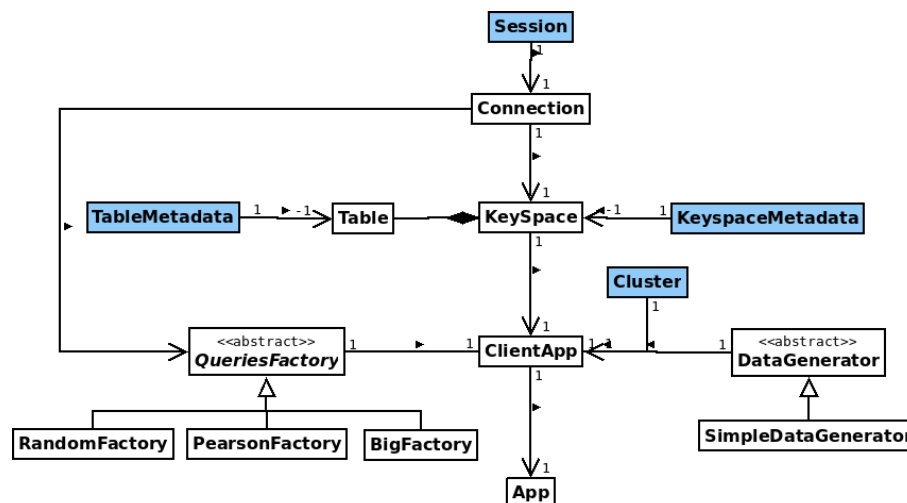 Session
1
1
Connection
1
1
TableMetadata
1
-1
Table
KeySpace
-1
1
KeyspaceMetadata
1
Cluster
1
1
<<abstract>>
QueriesFactory
1
1
ClientApp
1
1
1
<<abstract>>
DataGenerator
1
RandomFactory
PearsonFactory
BigFactory
SimpleDataGenerator
1
App